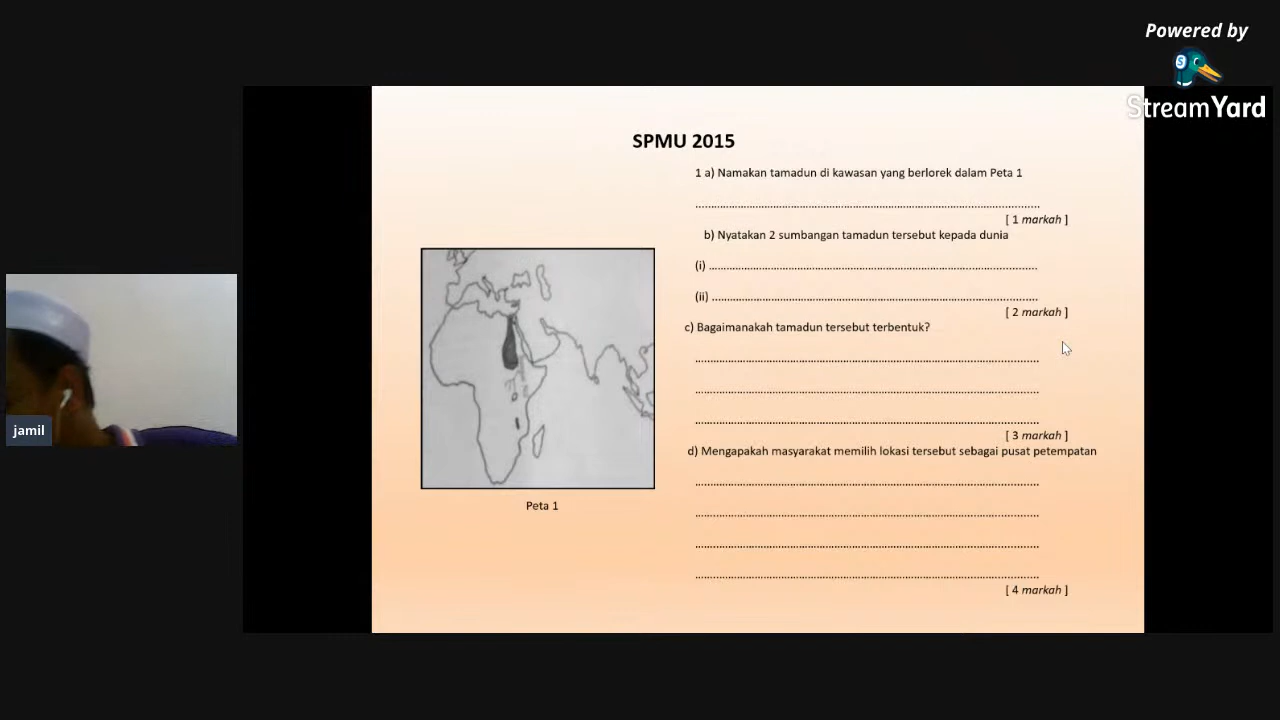 Powered by
StreamYard
SPMU 2015
1 a) Namakan tamadun di kawasan yang berlorek dalam Peta 1
................................................................................
[ 1 markah ]
b) Nyatakan 2 sumbangan tamadun tersebut kepada dunia
(i) ................................................................................
(ii) ................................................................................
[ 2 markah ]
c) Bagaimanakah tamadun tersebut terbentuk?
................................................................................
................................................................................
................................................................................
[ 3 markah ]
d) Mengapakah masyarakat memilih lokasi tersebut sebagai pusat petempatan
................................................................................
................................................................................
................................................................................
................................................................................
[ 4 markah ]
Peta 1
jamil